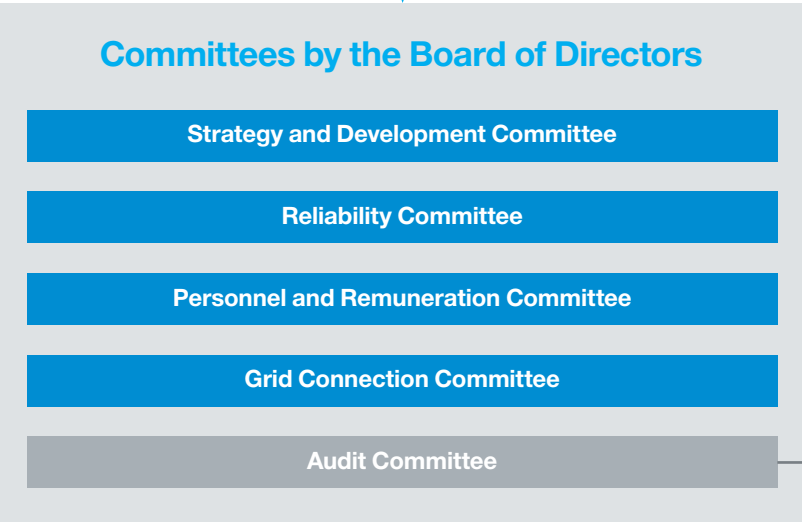 Committees by the Board of Directors
Strategy and Development Committee
Reliability Committee
Personnel and Remuneration Committee
Grid Connection Committee
Audit Committee